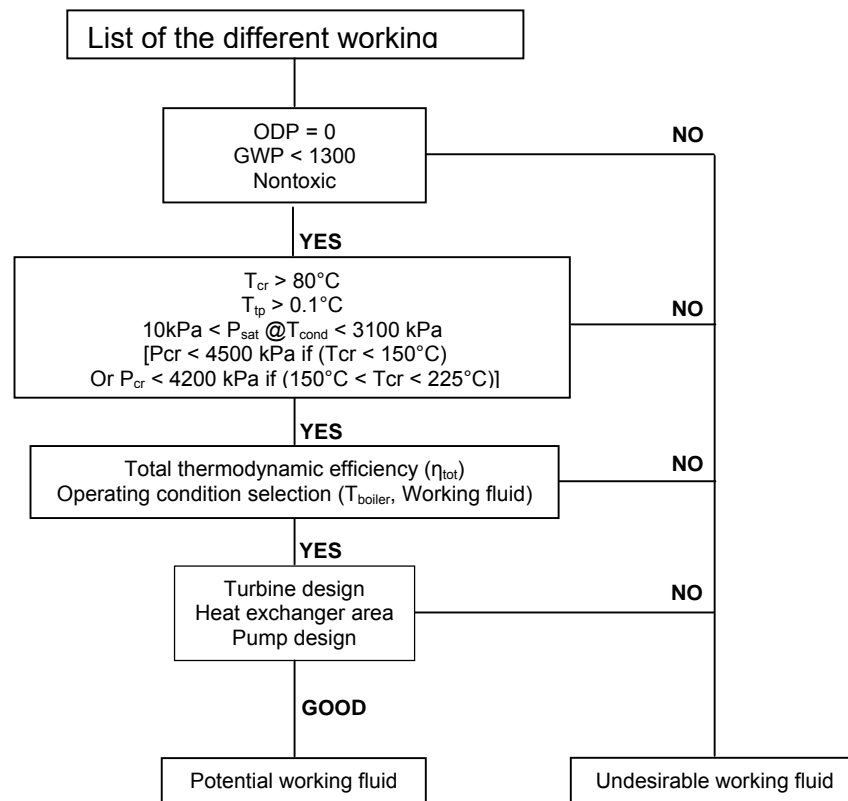 List of the different working
ODP = 0
GWP < 1300
Nontoxic
NO
YES
T_cr > 80°C
T_tp > 0.1°C
10kPa < P_sat @T_cond < 3100 kPa
[Pcr < 4500 kPa if (Tcr < 150°C)
Or P_cr < 4200 kPa if (150°C < Tcr < 225°C)]
NO
YES
Total thermodynamic efficiency (η_tot)
Operating condition selection (T_boiler, Working fluid)
NO
YES
Turbine design
Heat exchanger area
Pump design
NO
GOOD
Potential working fluid
Undesirable working fluid